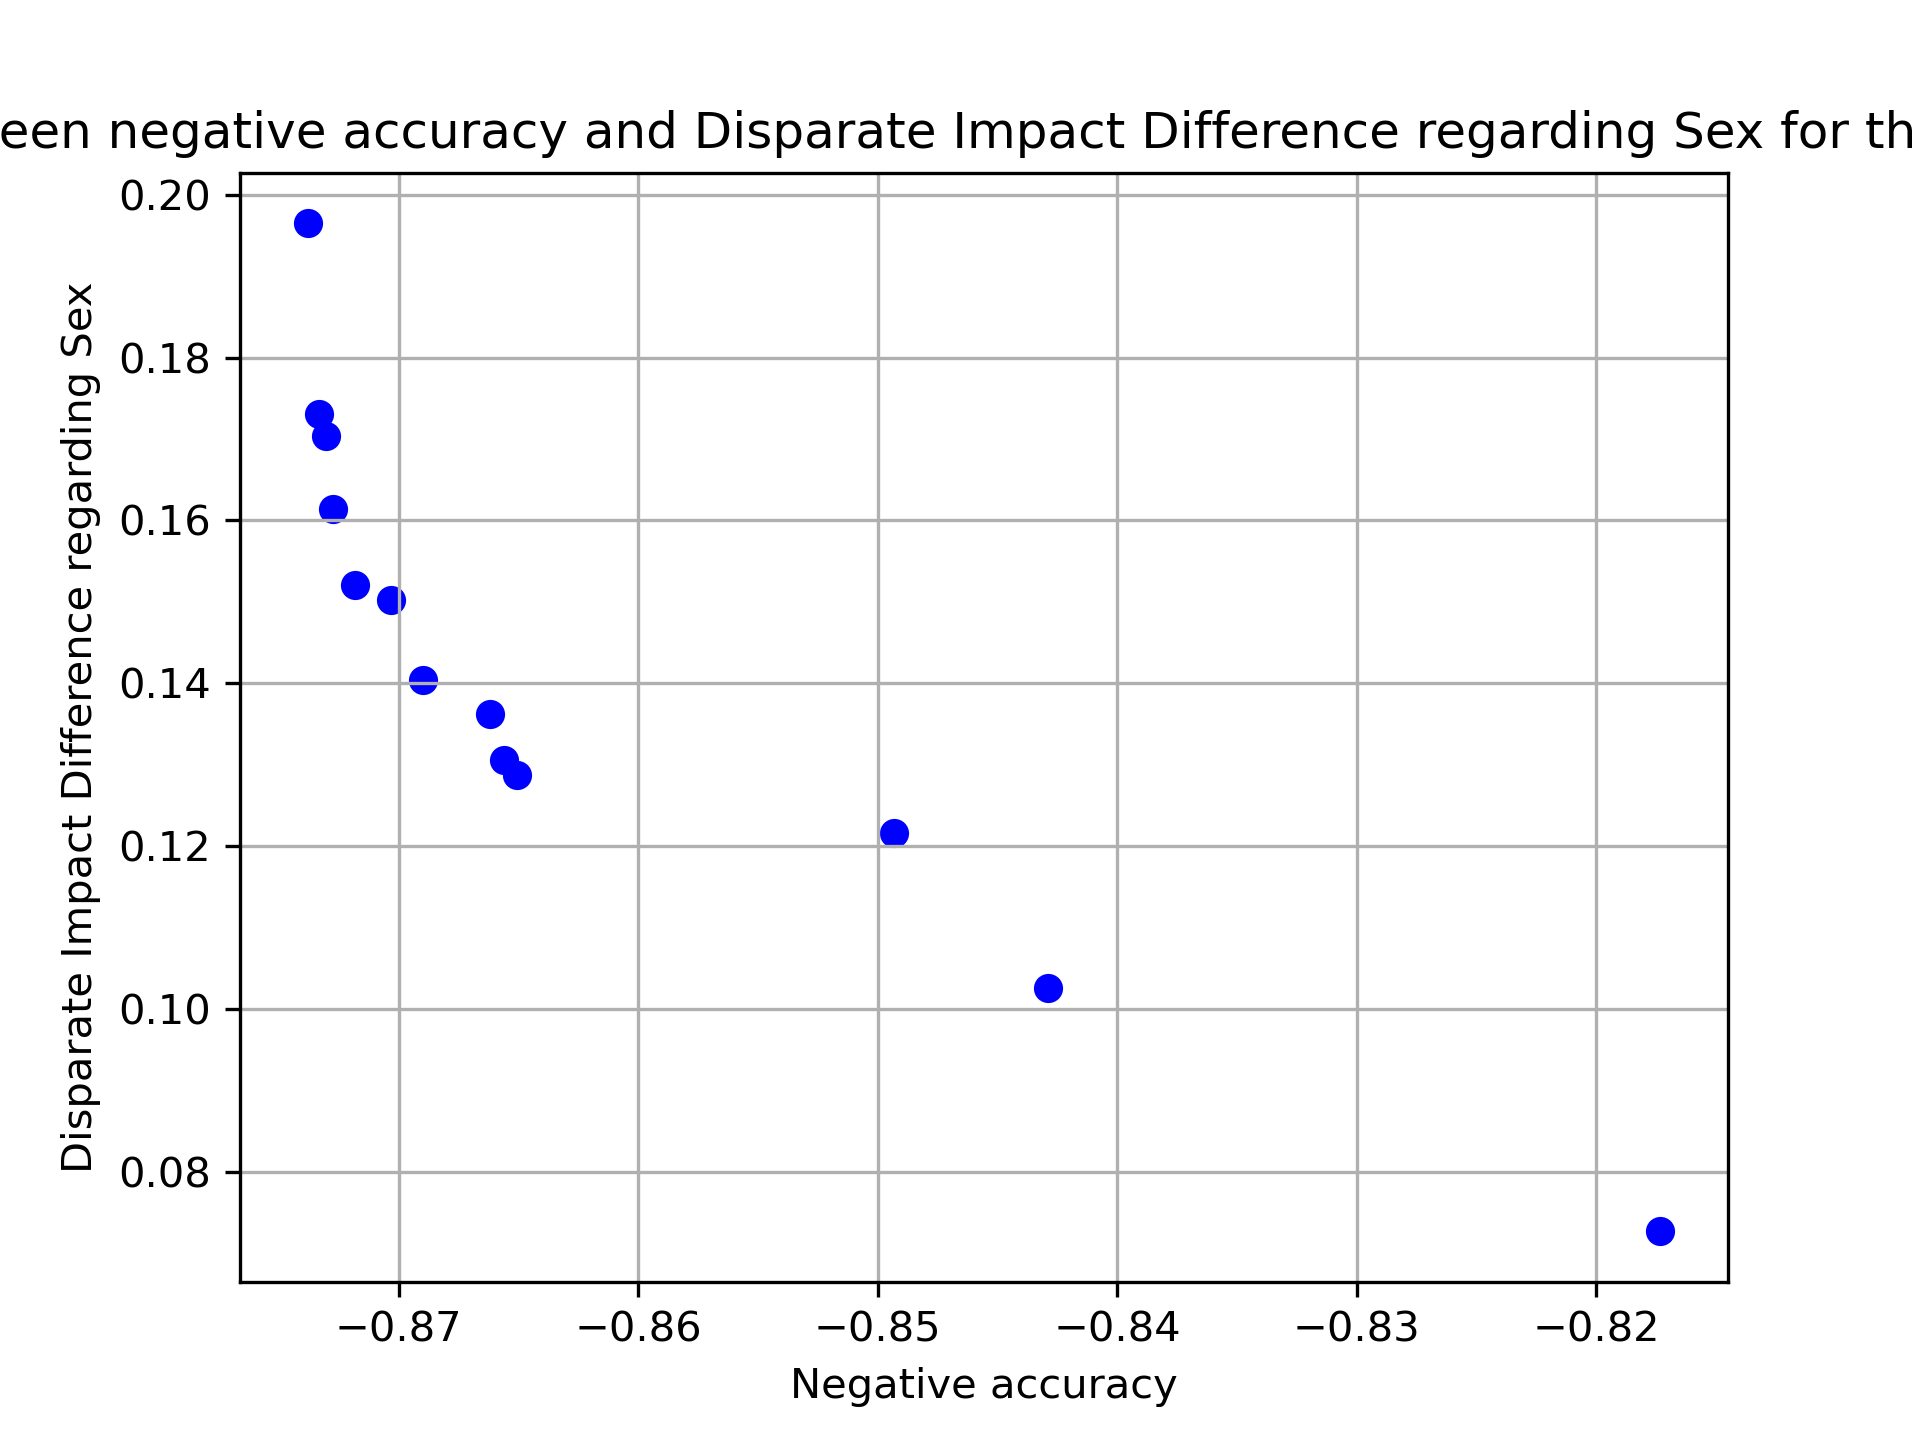 een negative accuracy and Disparate Impact Difference regarding Sex for th
Disparate Impact Difference regarding Sex
0.20
0.18
0.16
0.14
0.12
0.10
0.08
−0.87 −0.86 −0.85 −0.84 −0.83 −0.82
Negative accuracy